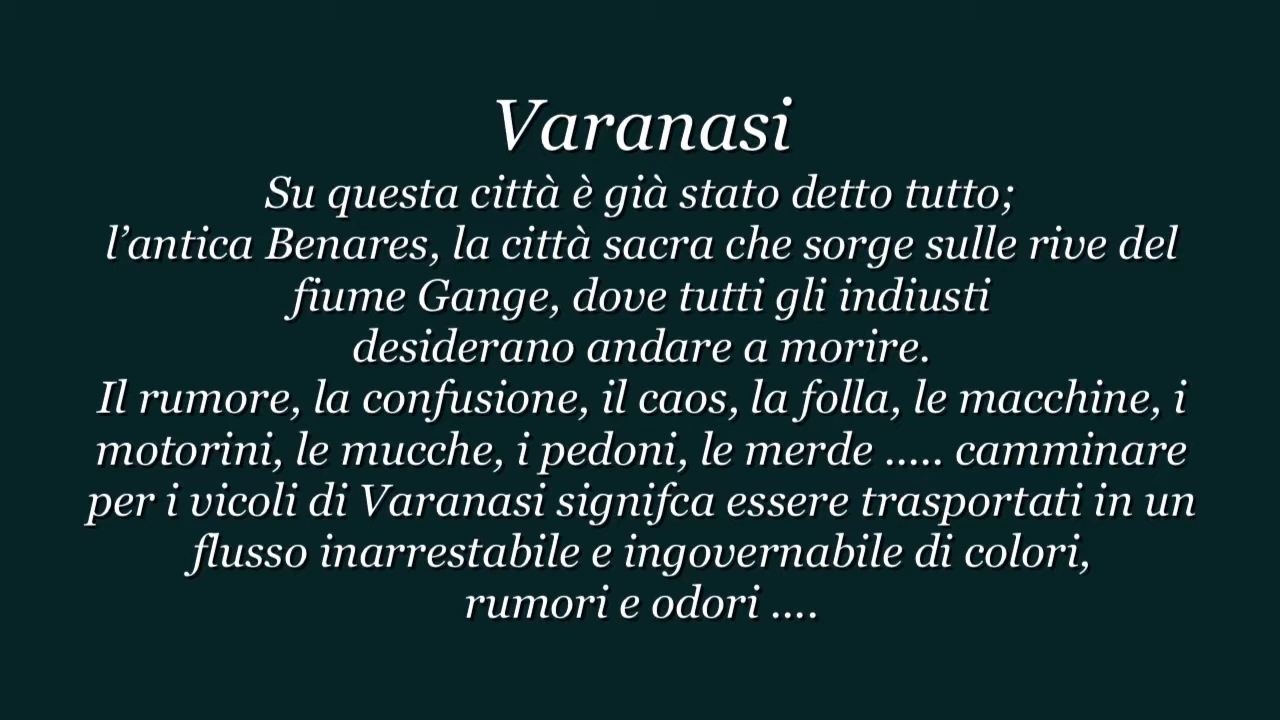 Varanasi
Su questa città è già stato detto tutto;
l’antica Benares, la città sacra che sorge sulle rive del
fiume Gange, dove tutti gli indiusti
desiderano andare a morire.
Il rumore, la confusione, il caos, la folla, le macchine, i
motorini, le mucche, i pedoni, le merde ..... camminare
per i vicoli di Varanasi signifca essere trasportati in un
flusso inarrestabile e ingovernabile di colori,
rumori e odori ....